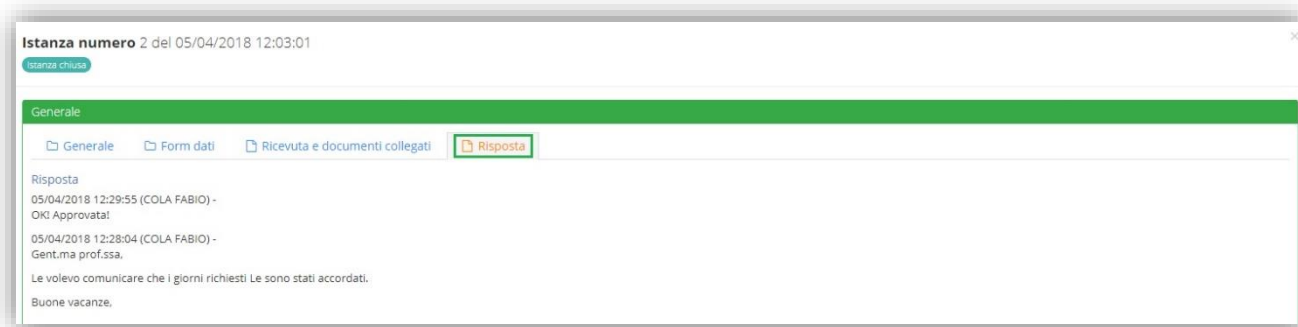 Istanza numero 2 del 05/04/2018 12:03:01
×
Istanza chiusa
Generale
Generale Form dati Ricevuta e documenti collegati Risposta
Risposta
05/04/2018 12:29:55 (COLA FABIO) -
OK! Approvata!
05/04/2018 12:28:04 (COLA FABIO) -
Gent.ma prof.ssa,
Le volevo comunicare che i giorni richiesti Le sono stati accordati.
Buone vacanze,